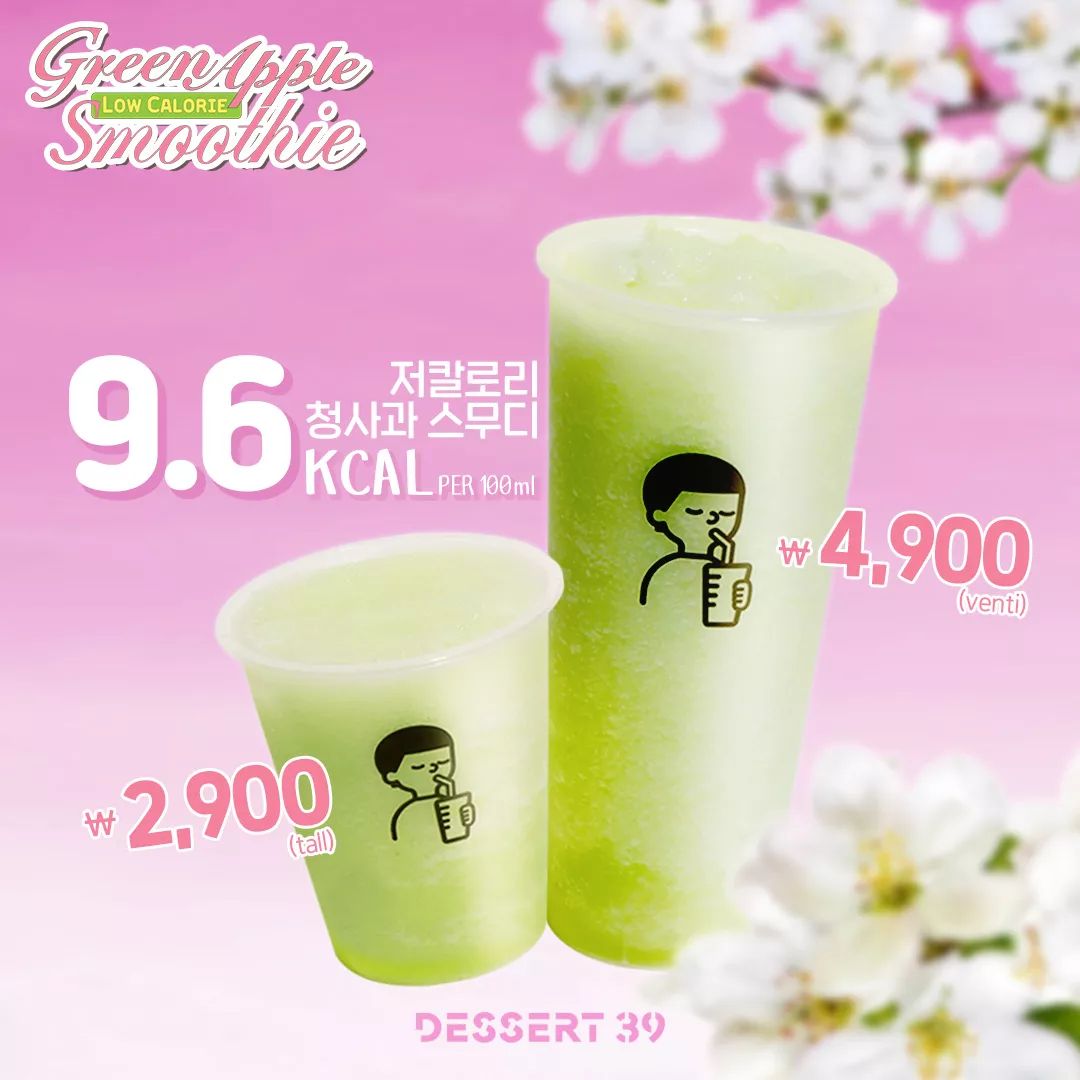 Green Apple
LOW CALORIE
Smoothie
9.6
저칼로리
청사과 스무디
KCAL PER 100ml
₩4,900
(venti)
₩2,900
(tall)
DESSERT 39